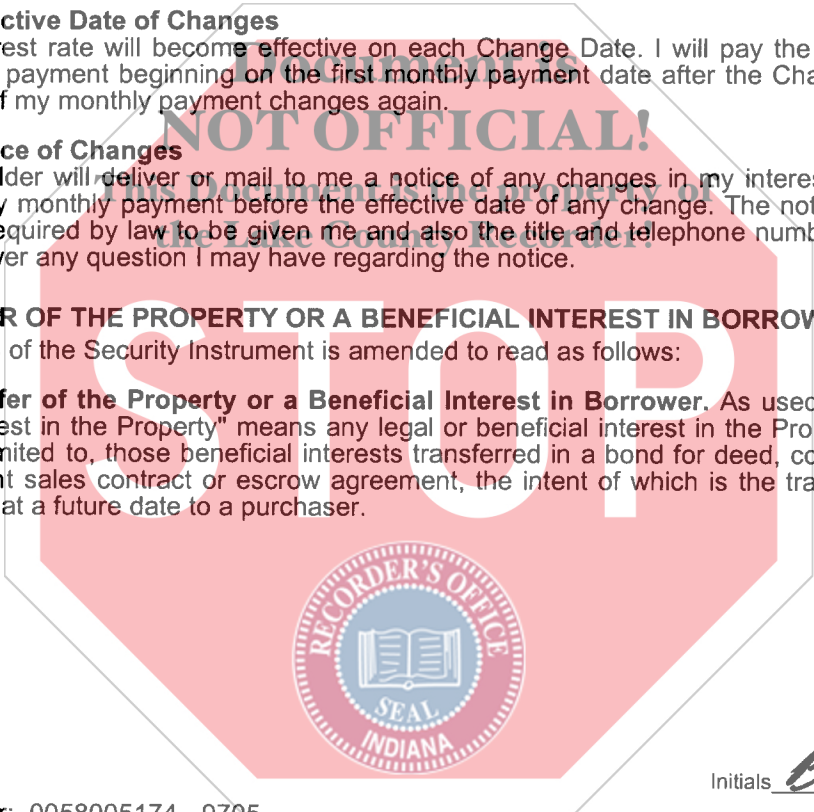 ctive Date of Changes
est rate will become effective on each Change Date. I will pay the
payment beginning on the first monthly payment date after the Cha
f my monthly payment changes again.
Document is
NOT OFFICIAL!
This Document is the property of
the Lake County Recorder!
ce of Changes
lder will deliver or mail to me a notice of any changes in my interes
y monthly payment before the effective date of any change. The not
equired by law to be given me and also the title and telephone numb
er any question I may have regarding the notice.
R OF THE PROPERTY OR A BENEFICIAL INTEREST IN BORROW
of the Security Instrument is amended to read as follows:
fer of the Property or a Beneficial Interest in Borrower. As used
est in the Property" means any legal or beneficial interest in the Pro
mited to, those beneficial interests transferred in a bond for deed, co
t sales contract or escrow agreement, the intent of which is the tra
at a future date to a purchaser.
STOP
RECORDER'S OFFICE
SEAL
INDIANA
Initials
r: 0058005174 - 9705